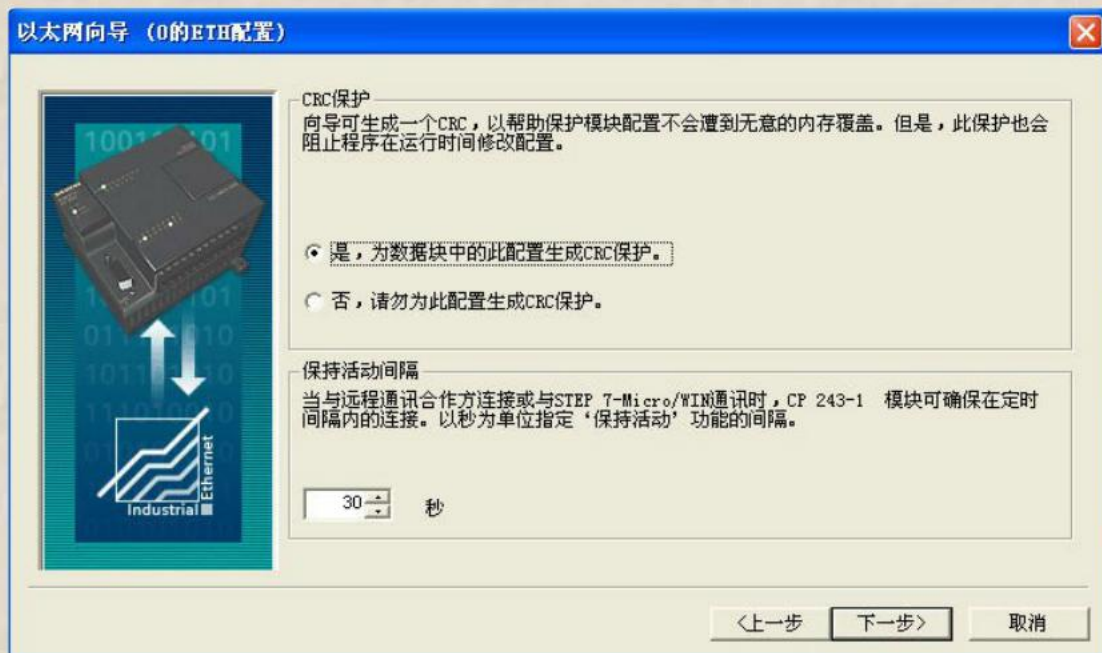 以太网向导 (0的ETH配置)
CRC保护
向导可生成一个CRC，以帮助保护模块配置不会遭到无意的内存覆盖。但是，此保护也会
阻止程序在运行时间修改配置。
是，为数据块中的此配置生成CRC保护。
否，请勿为此配置生成CRC保护。
保持活动间隔
当与远程通讯合作方连接或与STEP 7-Micro/WIN通讯时，CP 243-1 模块可确保在定时
间隔内的连接。以秒为单位指定‘保持活动’功能的间隔。
30 秒
Industrial
Ethernet
<上一步 下一步> 取消